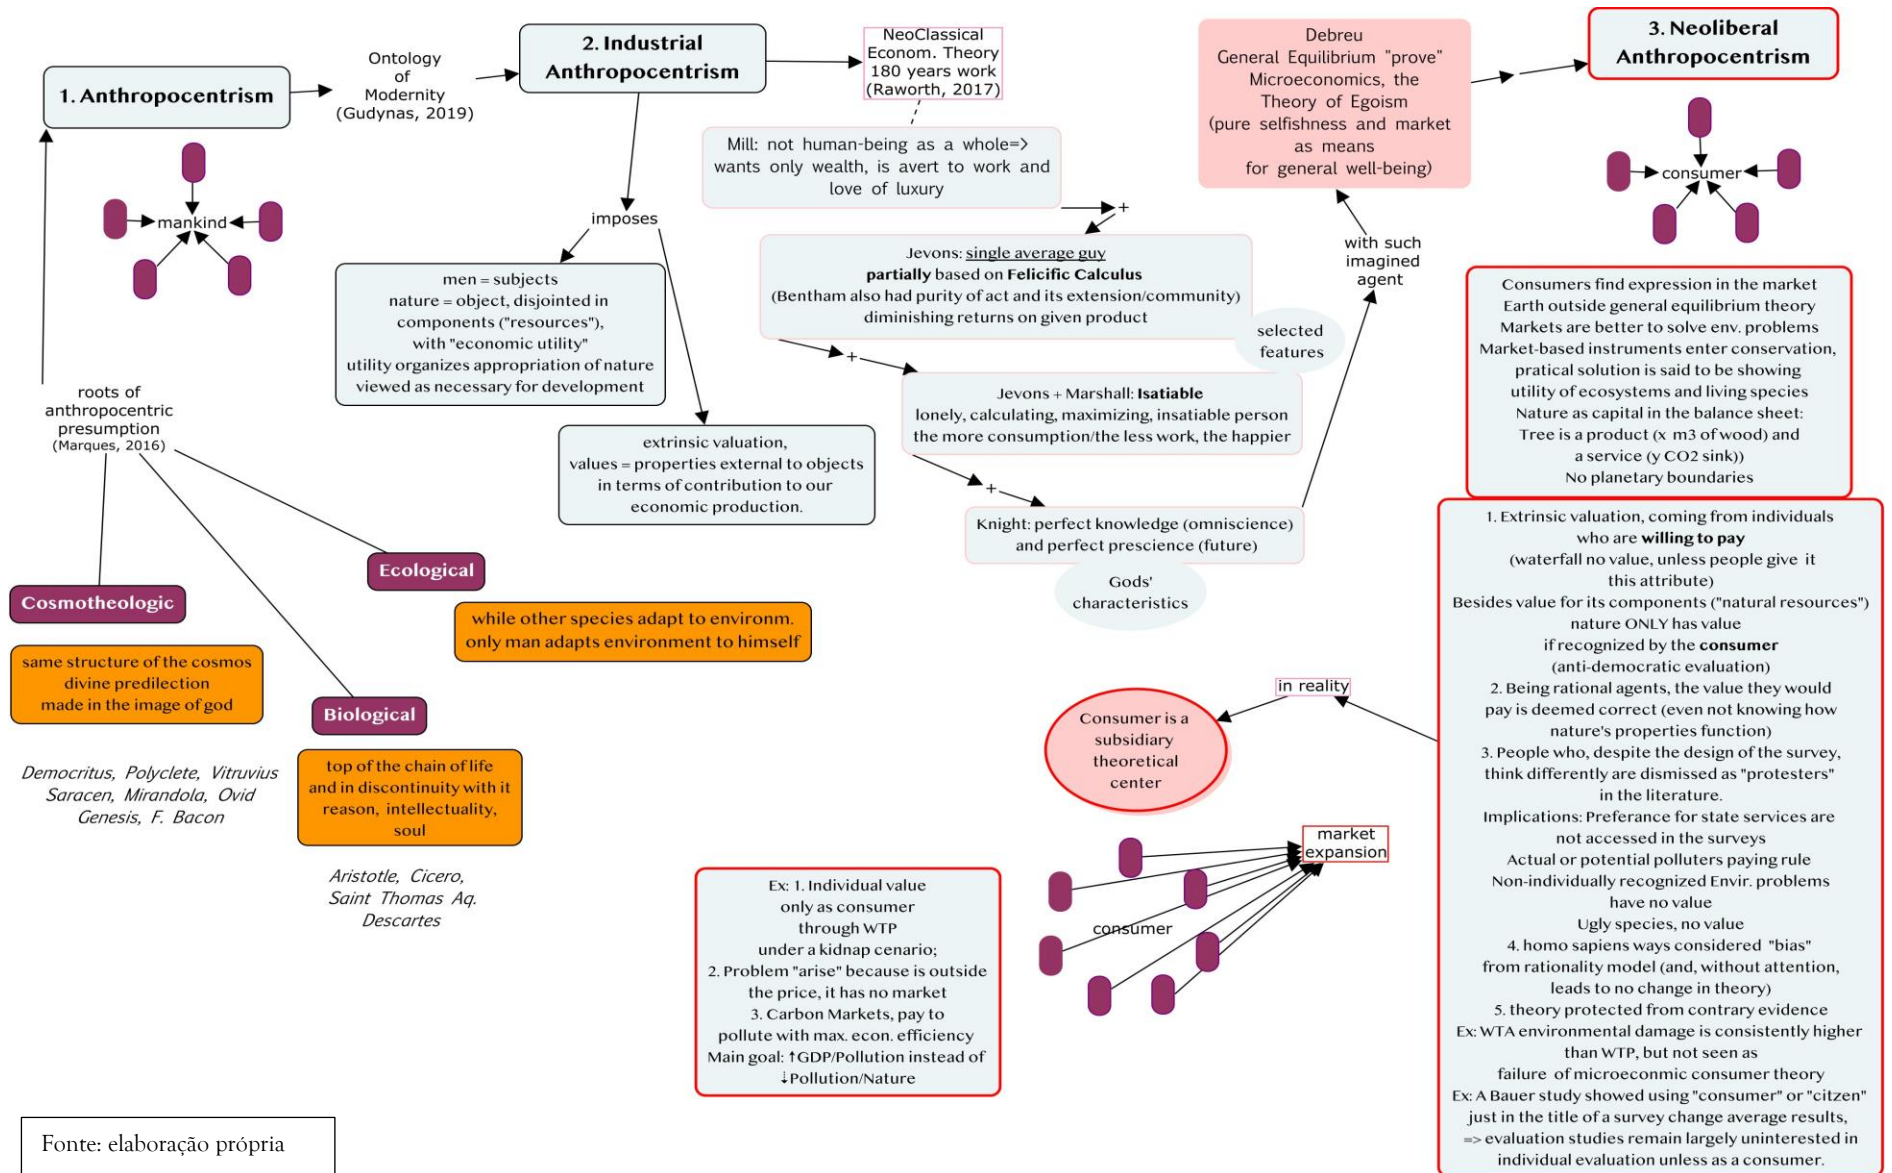 1. Anthropocentrism
Ontology
of
Modernity
(Gudynas, 2019)
2. Industrial
Anthropocentrism
NeoClassical
Econom. Theory
180 years work
(Raworth, 2017)
Debreu
General Equilibrium "prove"
Microeconomics, the
Theory of Egoism
(pure selfishness and market
as means
for general well-being)
3. Neoliberal
Anthropocentrism
mankind
imposes
Mill: not human-being as a whole=>
wants only wealth, is avert to work and
love of luxury
+
consumer
men = subjects
nature = object, disjointed in
components ("resources"),
with "economic utility"
utility organizes appropriation of nature
viewed as necessary for development
Jevons: single average guy
partially based on Felicific Calculus
(Bentham also had purity of act and its extension/community)
diminishing returns on given product
selected
features
with such
imagined
agent
+
Jevons + Marshall: Isatiable
lonely, calculating, maximizing, insatiable person
the more consumption/the less work, the happier
+
Knight: perfect knowledge (omniscience)
and perfect prescience (future)
Gods'
characteristics
extrinsic valuation,
values = properties external to objects
in terms of contribution to our
economic production.
roots of
anthropocentric
presumption
(Marques, 2016)
Cosmotheologic
same structure of the cosmos
divine predilection
made in the image of god
Democritus, Polyclete, Vitruvius
Saracen, Mirandola, Ovid
Genesis, F. Bacon
Ecological
while other species adapt to environm.
only man adapts environment to himself
Biological
top of the chain of life
and in discontinuity with it
reason, intellectuality,
soul
Aristotle, Cicero,
Saint Thomas Aq.
Descartes
Consumers find expression in the market
Earth outside general equilibrium theory
Markets are better to solve env. problems
Market-based instruments enter conservation,
pratical solution is said to be showing
utility of ecosystems and living species
Nature as capital in the balance sheet:
Tree is a product (x m3 of wood) and
a service (y CO2 sink))
No planetary boundaries
1. Extrinsic valuation, coming from individuals
who are willing to pay
(waterfall no value, unless people give it
this attribute)
Besides value for its components ("natural resources")
nature ONLY has value
if recognized by the consumer
(anti-democratic evaluation)
2. Being rational agents, the value they would
pay is deemed correct (even not knowing how
nature's properties function)
3. People who, despite the design of the survey,
think differently are dismissed as "protesters"
in the literature.
Implications: Preferance for state services are
not accessed in the surveys
Actual or potential polluters paying rule
Non-individually recognized Envir. problems
have no value
Ugly species, no value
4. homo sapiens ways considered "bias"
from rationality model (and, without attention,
leads to no change in theory)
5. theory protected from contrary evidence
Ex: WTA environmental damage is consistently higher
than WTP, but not seen as
failure of microeconmic consumer theory
Ex: A Bauer study showed using "consumer" or "citzen"
just in the title of a survey change average results,
=> evaluation studies remain largely uninterested in
individual evaluation unless as a consumer.
in reality
Consumer is a
subsidiary
theoretical
center
market
expansion
consumer
Ex: 1. Individual value
only as consumer
through WTP
under a kidnap cenario;
2. Problem "arise" because is outside
the price, it has no market
3. Carbon Markets, pay to
pollute with max. econ. efficiency
Main goal: ↑GDP/Pollution instead of
↓Pollution/Nature
Fonte: elaboração própria